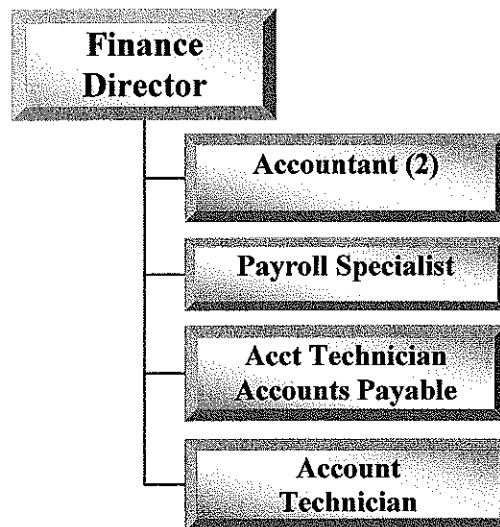 Finance
Director
Accountant (2)
Payroll Specialist
Acct Technician
Accounts Payable
Account
Technician